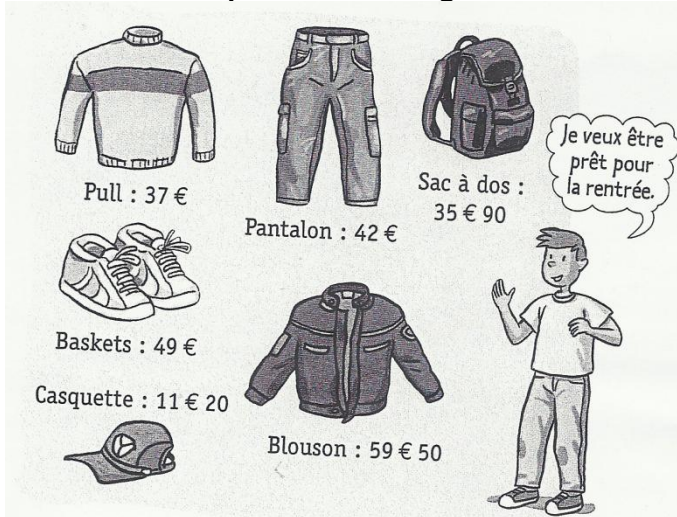 Je veux être
prêt pour
la rentrée.
Pull : 37 €
Pantalon : 42 €
Sac à dos :
35 € 90
Baskets : 49 €
Casquette : 11 € 20
Blouson : 59 € 50